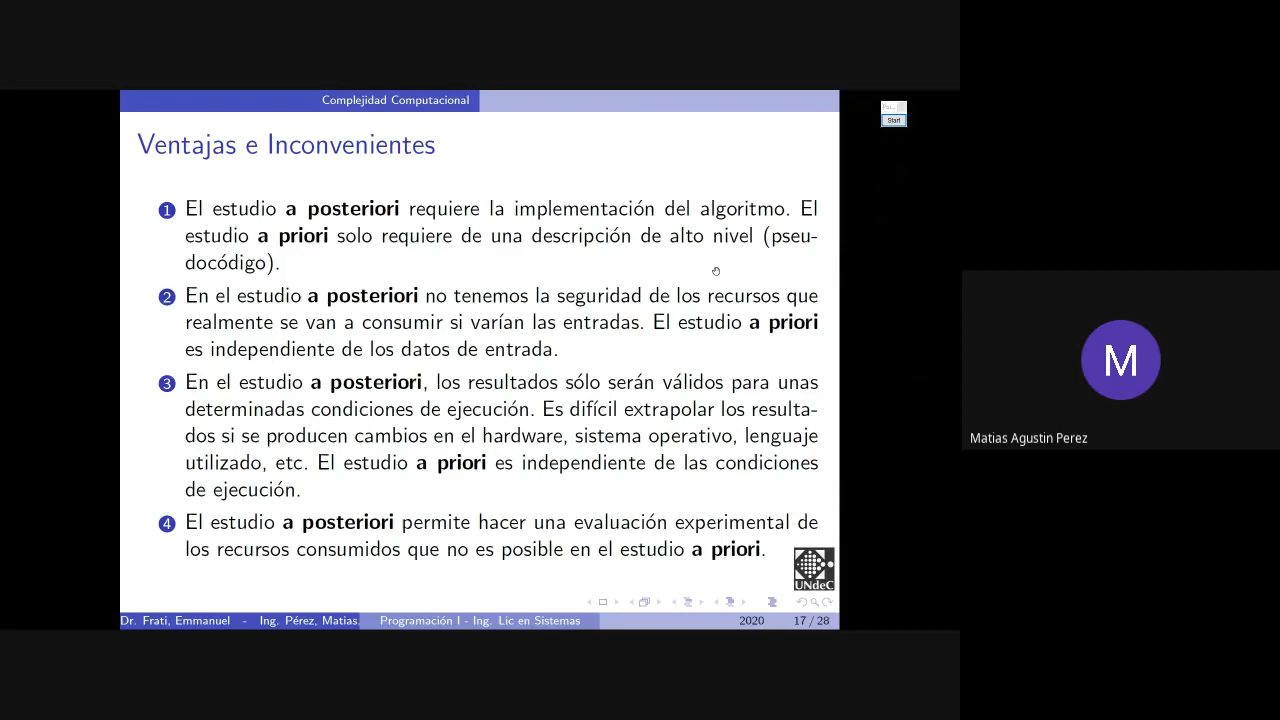 Complejidad Computacional
Ventajas e Inconvenientes
1 El estudio a posteriori requiere la implementación del algoritmo. El
estudio a priori solo requiere de una descripción de alto nivel (pseu-
docódigo).
2 En el estudio a posteriori no tenemos la seguridad de los recursos que
realmente se van a consumir si varían las entradas. El estudio a priori
es independiente de los datos de entrada.
3 En el estudio a posteriori, los resultados sólo serán válidos para unas
determinadas condiciones de ejecución. Es difícil extrapolar los resulta-
dos si se producen cambios en el hardware, sistema operativo, lenguaje
utilizado, etc. El estudio a priori es independiente de las condiciones
de ejecución.
4 El estudio a posteriori permite hacer una evaluación experimental de
los recursos consumidos que no es posible en el estudio a priori.
UNdeC
Dr. Frati, Emmanuel - Ing. Pérez, Matias. Programación I - Ing. Lic en Sistemas 2020 17 / 28
Start
M
Matias Agustin Perez